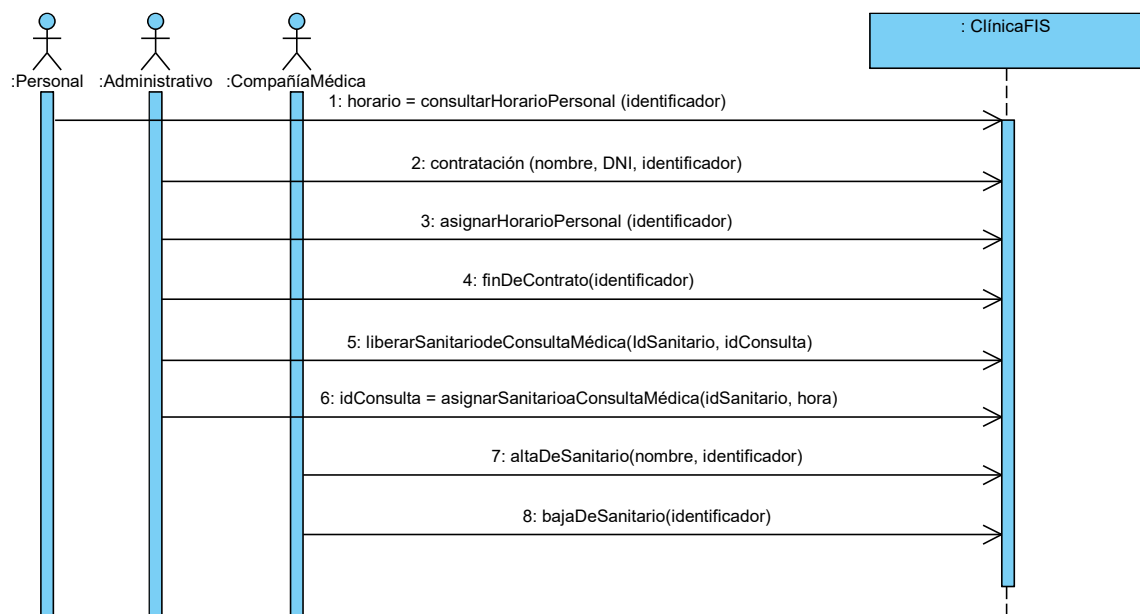 : ClínicaFIS
:Personal
:Administrativo
:CompañíaMédica
1: horario = consultarHorarioPersonal (identificador)
2: contratación (nombre, DNI, identificador)
3: asignarHorarioPersonal (identificador)
4: finDeContrato(identificador)
5: liberarSanitariodeConsultaMédica(IdSanitario, idConsulta)
6: idConsulta = asignarSanitarioaConsultaMédica(idSanitario, hora)
7: altaDeSanitario(nombre, identificador)
8: bajaDeSanitario(identificador)